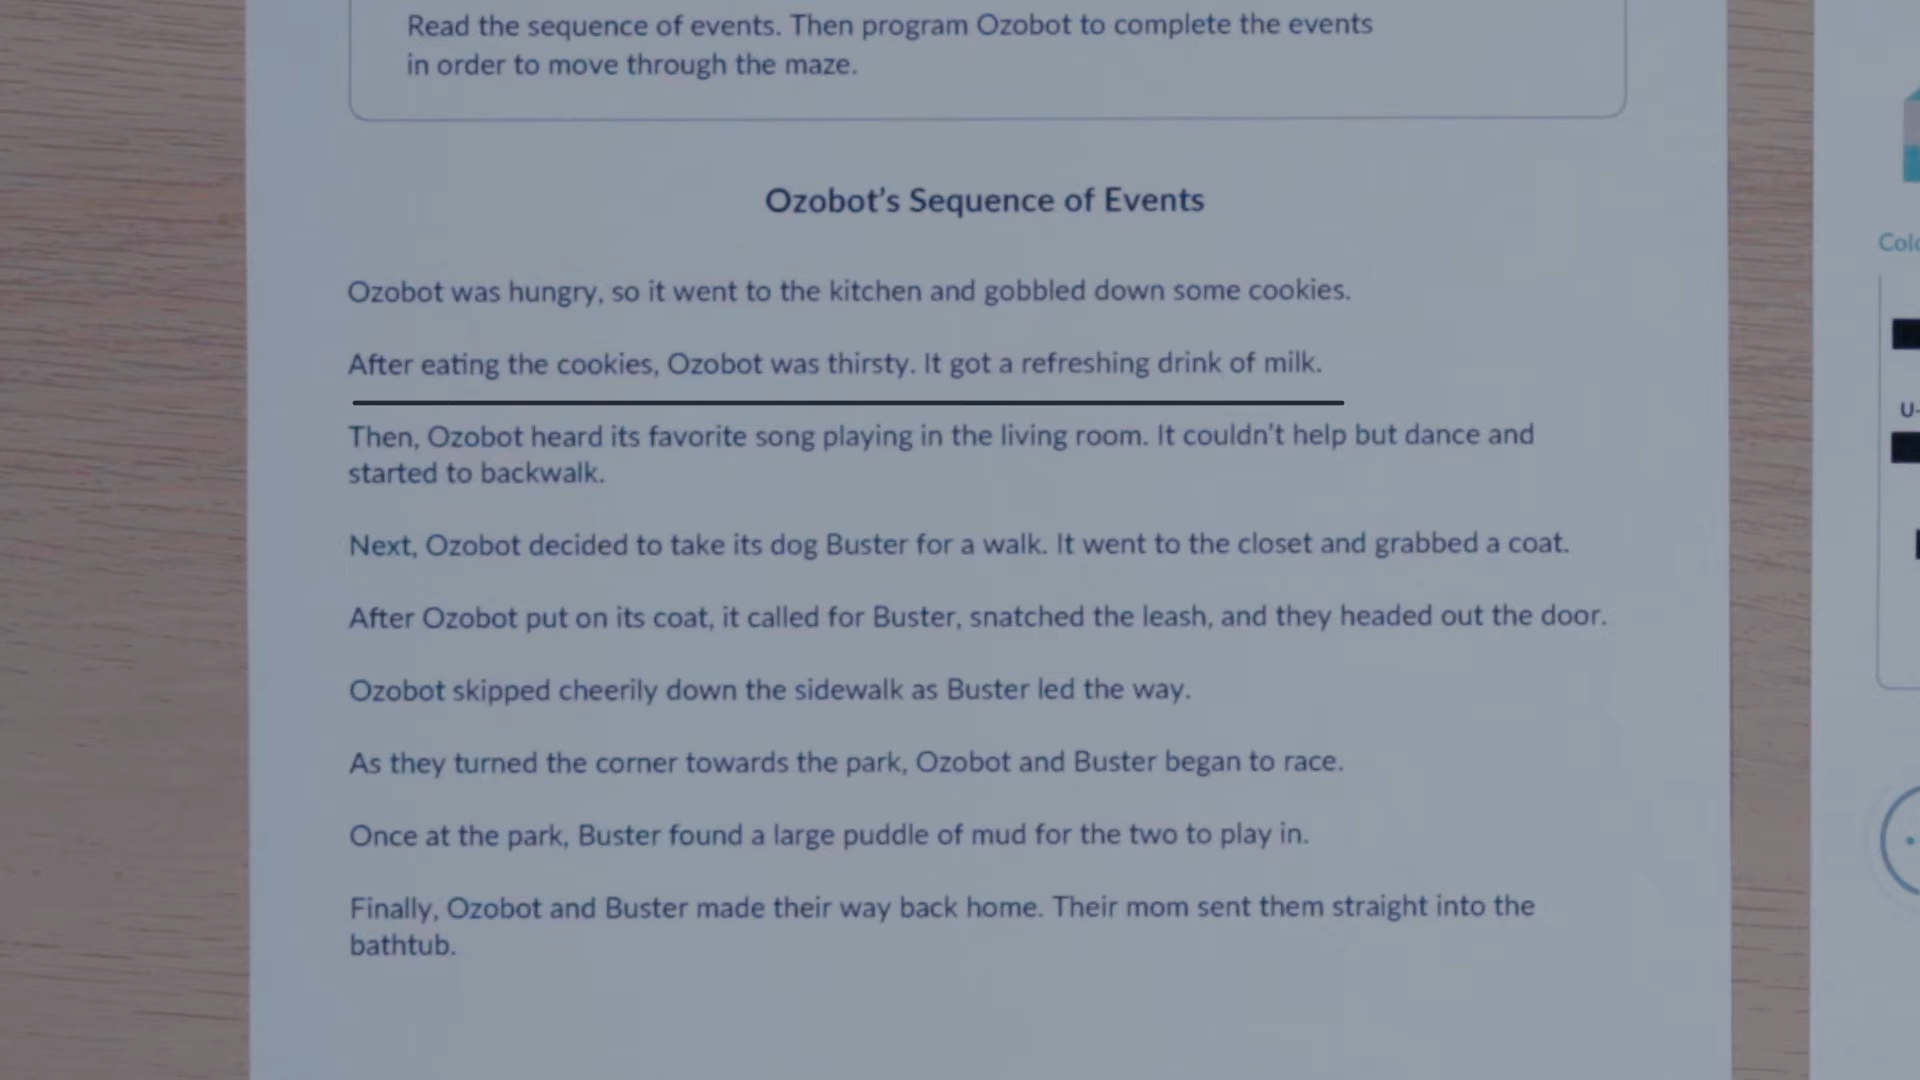 Read the sequence of events. Then program Ozobot to complete the events
in order to move through the maze.
Ozobot's Sequence of Events
Ozobot was hungry, so it went to the kitchen and gobbled down some cookies.
After eating the cookies, Ozobot was thirsty. It got a refreshing drink of milk.
Then, Ozobot heard its favorite song playing in the living room. It couldn't help but dance and
started to backwalk.
Next, Ozobot decided to take its dog Buster for a walk. It went to the closet and grabbed a coat.
After Ozobot put on its coat, it called for Buster, snatched the leash, and they headed out the door.
Ozobot skipped cheerily down the sidewalk as Buster led the way.
As they turned the corner towards the park, Ozobot and Buster began to race.
Once at the park, Buster found a large puddle of mud for the two to play in.
Finally, Ozobot and Buster made their way back home. Their mom sent them straight into the
bathtub.